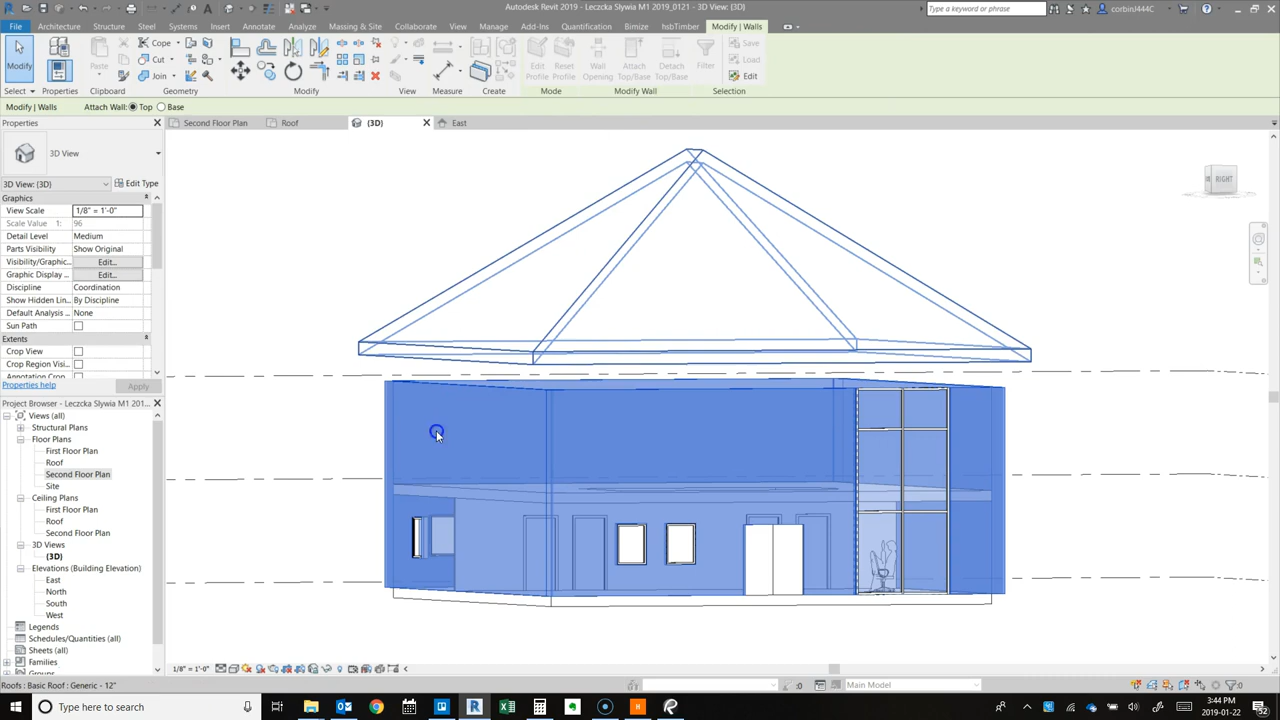 Autodesk Revit 2019 - Leczcka Slywia M1 2019_0121 - 3D View: {3D}
Type a keyword or phrase
corbinJ444C
File Architecture Structure Steel Systems Insert Annotate Analyze Massing & Site Collaborate View Manage Add-Ins Quantification Bimize hsbTimber Modify | Walls
Modify
Paste
Cope
Cut
Join
Edit Profile
Reset Profile
Wall Opening
Attach Top/Base
Detach Top/Base
Filter
Save
Load
Edit
Select Properties Clipboard Geometry Modify View Measure Create Mode Modify Wall Selection
Modify | Walls Attach Wall: Top Base
Properties
Second Floor Plan Roof {3D} East
3D View
3D View: {3D} Edit Type
Graphics
View Scale 1/8" = 1'-0"
Scale Value 1: 96
Detail Level Medium
Parts Visibility Show Original
Visibility/Graphic... Edit...
Graphic Display ... Edit...
Discipline Coordination
Show Hidden Lin... By Discipline
Default Analysis ... None
Sun Path
Extents
Crop View
Crop Region Visi...
Annotation Crop
Properties help Apply
Project Browser - Leczcka Slywia M1 201...
Views (all)
Structural Plans
Floor Plans
First Floor Plan
Roof
Second Floor Plan
Site
Ceiling Plans
First Floor Plan
Roof
Second Floor Plan
3D Views
{3D}
Elevations (Building Elevation)
East
North
South
West
Legends
Schedules/Quantities (all)
Sheets (all)
Families
Groups
RIGHT
1/8" = 1'-0"
Roofs : Basic Roof : Generic - 12"
:0
Main Model
:0
Type here to search
3:44 PM
2019-01-22
52